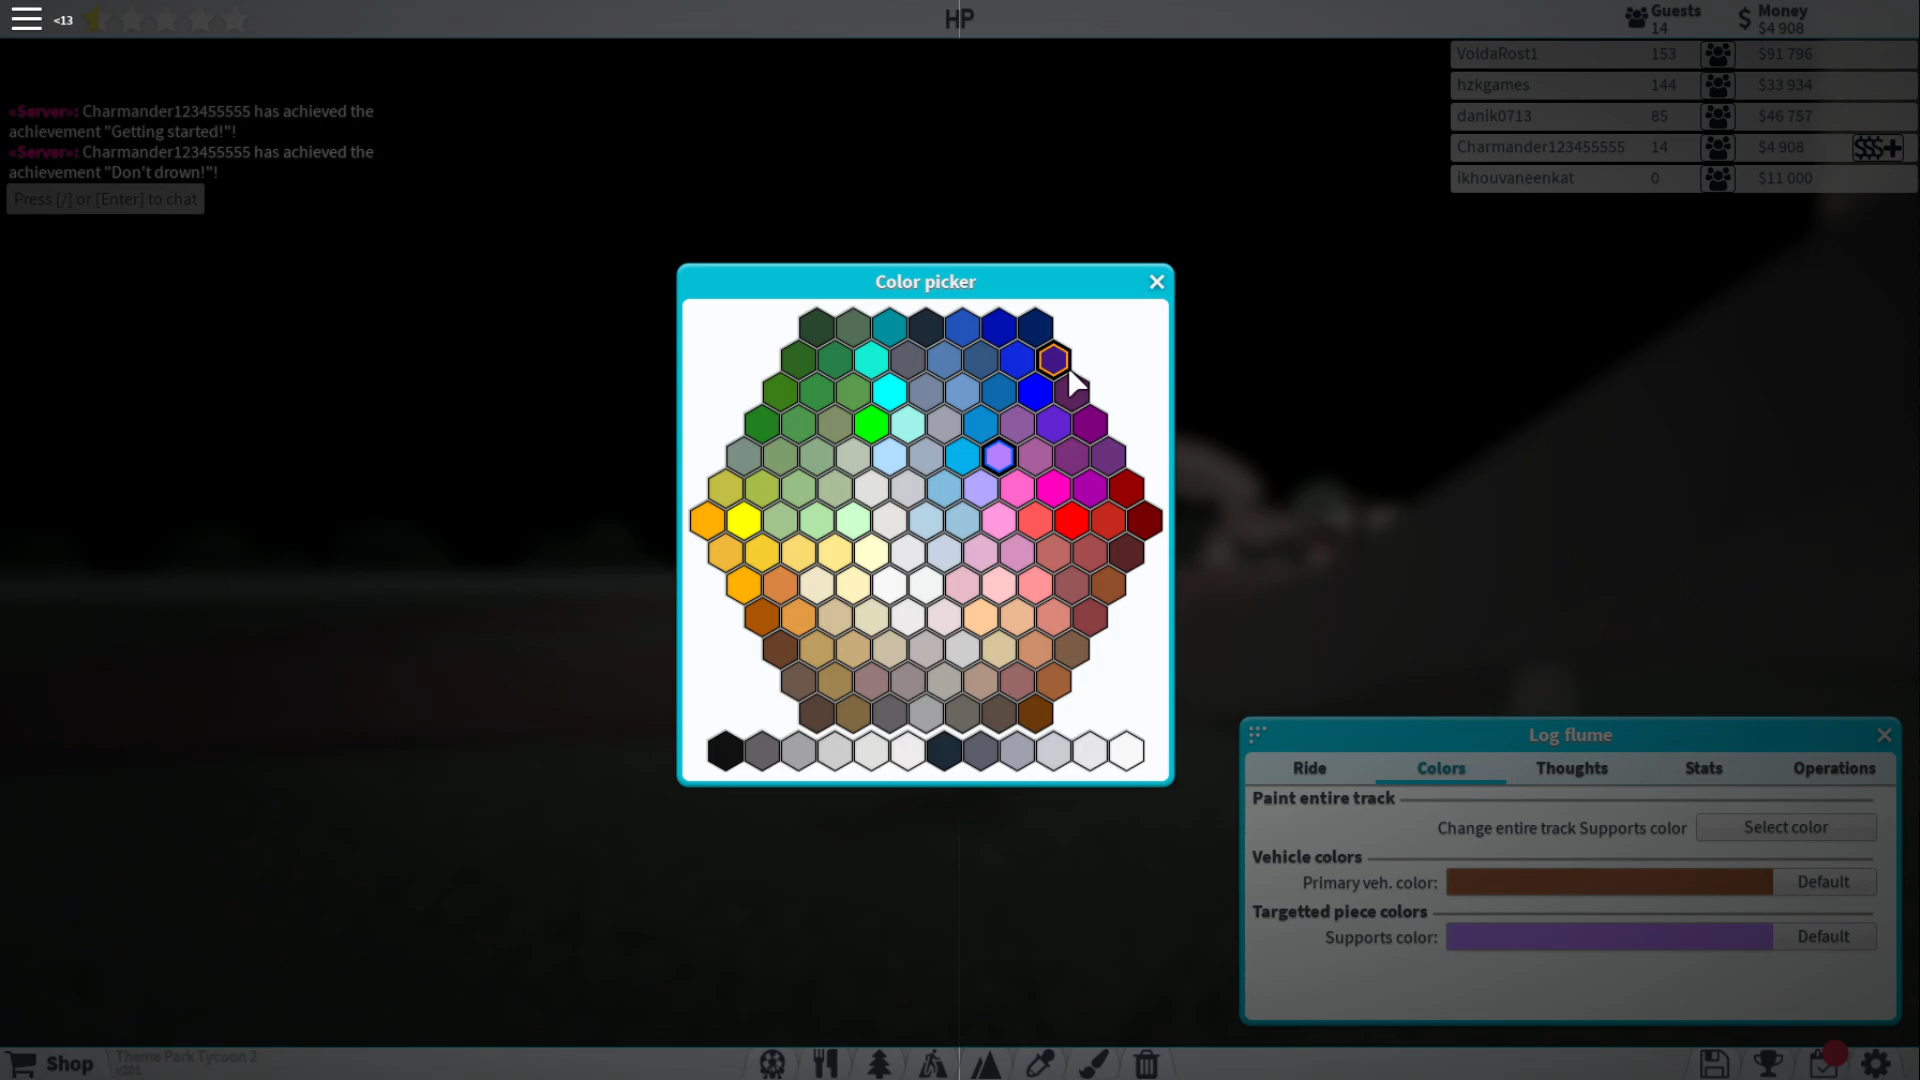 <13
HP
Guests
14
$ Money
$4 908
VoldaRost1 153 $91 796
hzkgames 144 $33 934
danik0713 85 $46 757
Charmander123455555 14 $4 908 $$$+
ikhouvaneenkat 0 $11 000
«Server»: Charmander123455555 has achieved the
achievement "Getting started!"!
«Server»: Charmander123455555 has achieved the
achievement "Don't drown!"!
Press [/] or [Enter] to chat
Color picker
Log flume
Ride Colors Thoughts Stats Operations
Paint entire track
Change entire track Supports color Select color
Vehicle colors
Primary veh. color: Default
Targetted piece colors
Supports color: Default
Shop
Theme Park Tycoon 2
v201